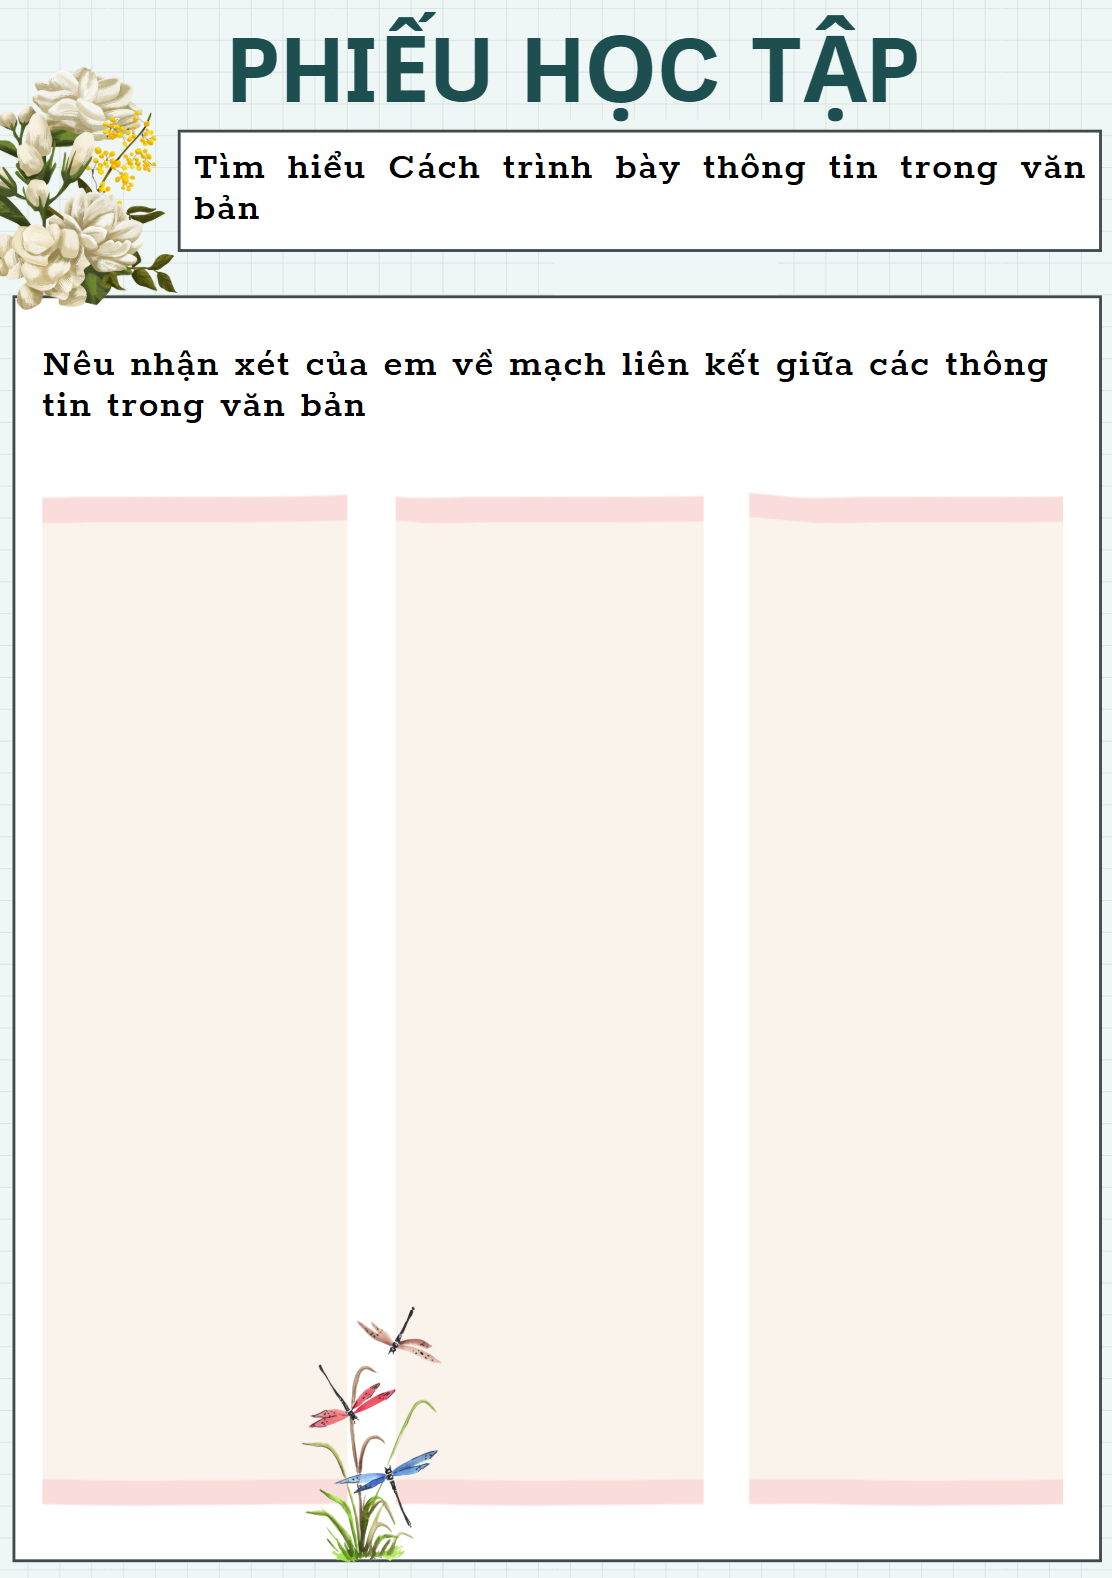 PHIẾU HỌC TẬP
Tìm hiểu Cách trình bày thông tin trong văn
bản
Nêu nhận xét của em về mạch liên kết giữa các thông
tin trong văn bản